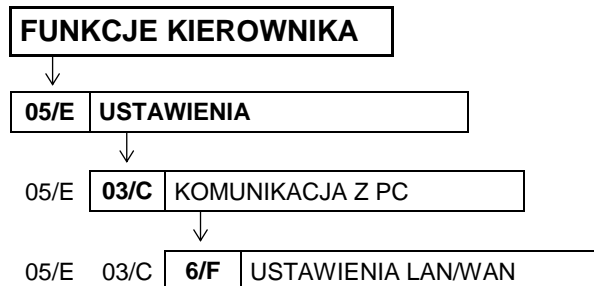 FUNKCJE KIEROWNIKA
05/E USTAWIENIA
05/E 03/C KOMUNIKACJA Z PC
05/E 03/C 6/F USTAWIENIA LAN/WAN